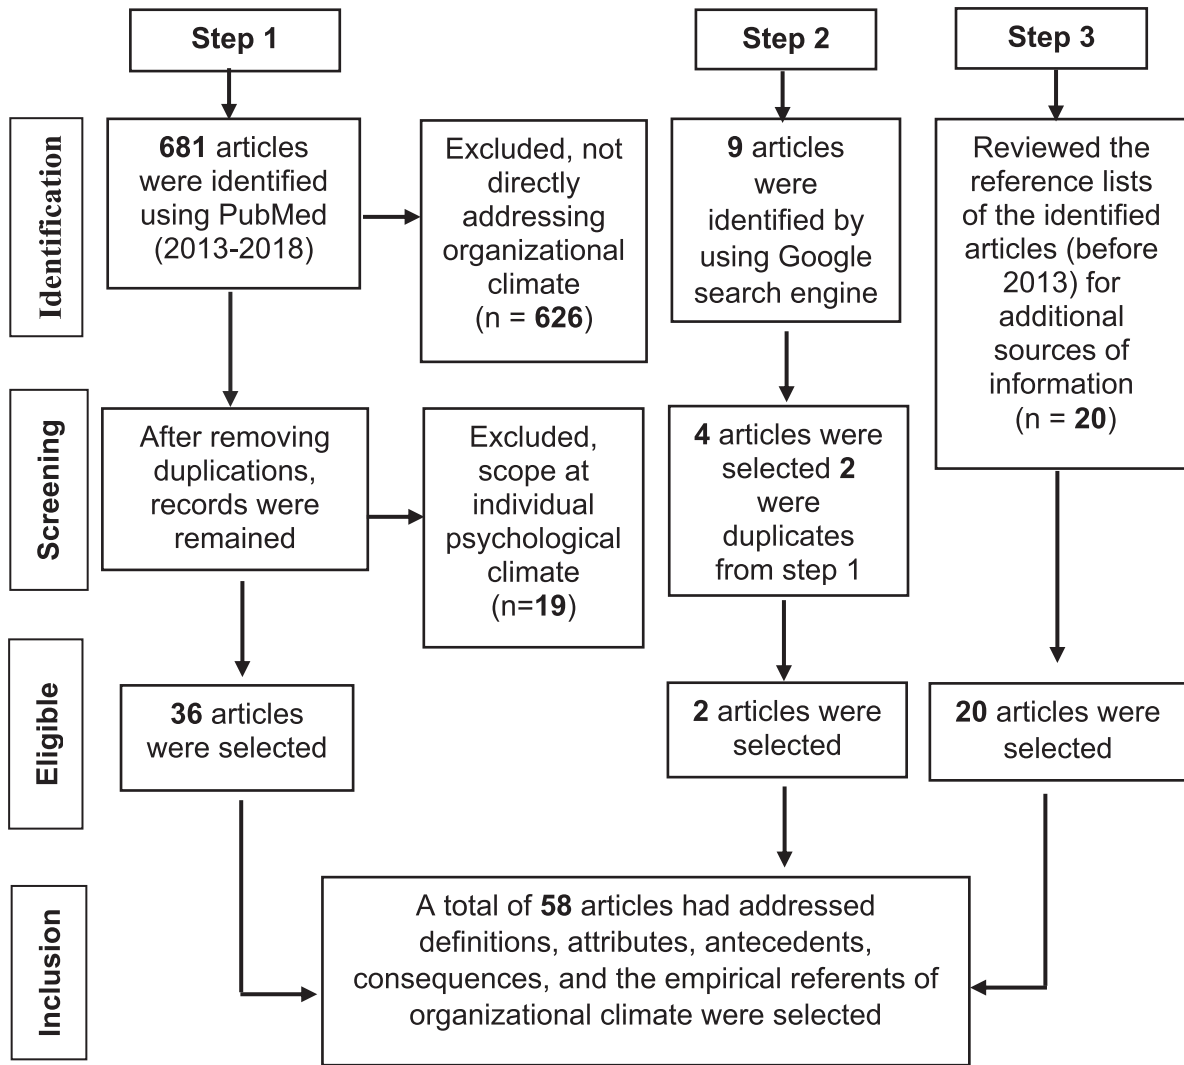 Step 1
Step 2
Step 3
Identification
681 articles
were identified
using PubMed
(2013-2018)
Excluded, not
directly
addressing
organizational
climate
(n = 626)
9 articles
were
identified by
using Google
search engine
Reviewed the
reference lists
of the identified
articles (before
2013) for
additional
sources of
information
(n = 20)
Screening
After removing
duplications,
records were
remained
Excluded,
scope at
individual
psychological
climate
(n=19)
4 articles were
selected 2
were
duplicates
from step 1
Eligible
36 articles
were selected
2 articles were
selected
20 articles were
selected
Inclusion
A total of 58 articles had addressed
definitions, attributes, antecedents,
consequences, and the empirical referents of
organizational climate were selected